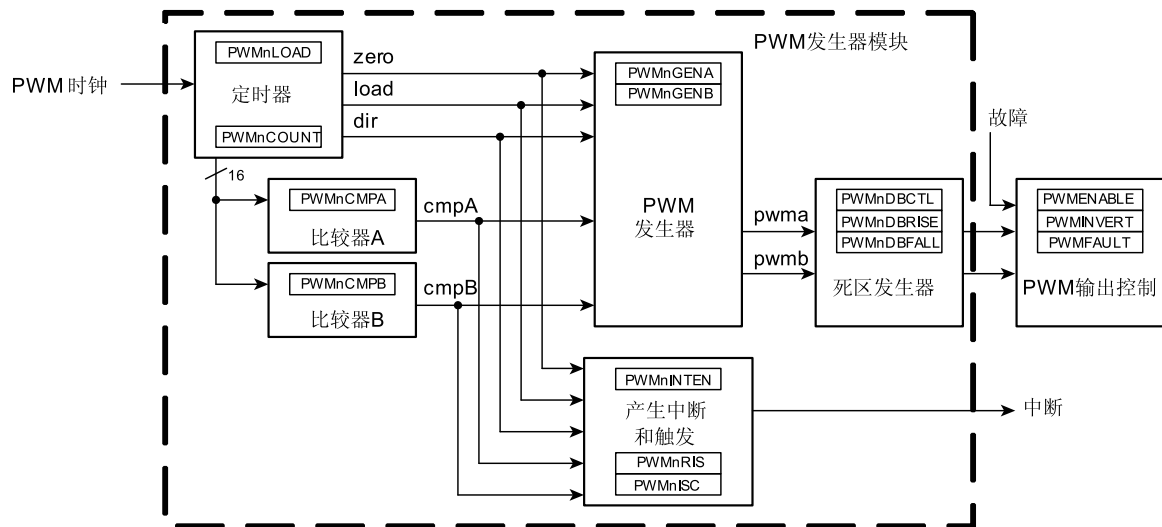 PWM发生器模块
PWM时钟
PWMnLOAD
定时器
PWMnCOUNT
zero
load
dir
16
PWMnCMPA
比较器A
cmpA
PWMnCMPB
比较器B
cmpB
PWMnGENA
PWMnGENB
PWM
发生器
pwma
pwmb
PWMnDBCTL
PWMnDBRISE
PWMnDBFALL
死区发生器
故障
PWMENABLE
PWMINVERT
PWMFAULT
PWM输出控制
PWMnINTEN
产生中断
和触发
PWMnRIS
PWMnISC
中断